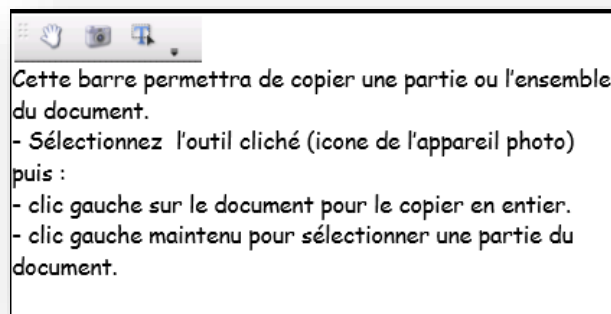 Cette barre permettra de copier une partie ou l'ensemble
du document.
- Sélectionnez l'outil cliché (icone de l'appareil photo)
puis :
- clic gauche sur le document pour le copier en entier.
- clic gauche maintenu pour sélectionner une partie du
document.